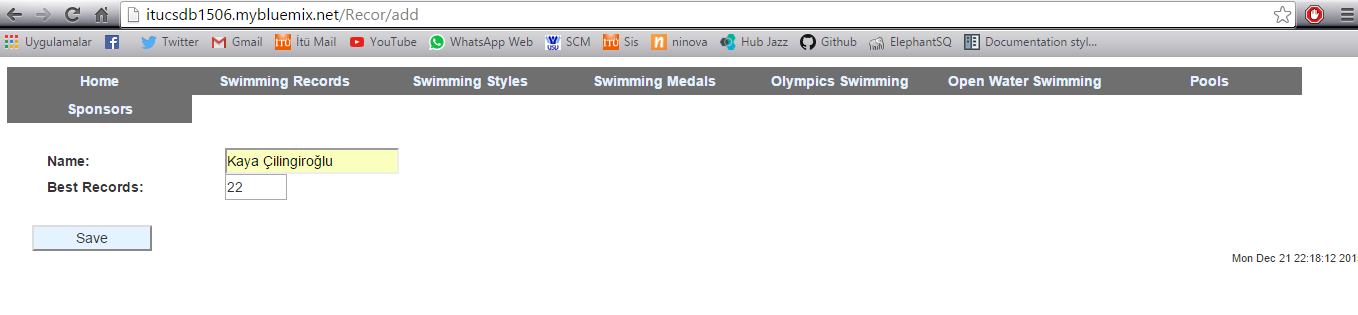 itucsdb1506.mybluemix.net/Recor/add
Uygulamalar Twitter Gmail İtü Mail YouTube WhatsApp Web SCM Sis ninova Hub Jazz Github ElephantSQ Documentation styl...
Home Swimming Records Swimming Styles Swimming Medals Olympics Swimming Open Water Swimming Pools
Sponsors
Name: Kaya Çilingiroğlu
Best Records: 22
Save
Mon Dec 21 22:18:12 201